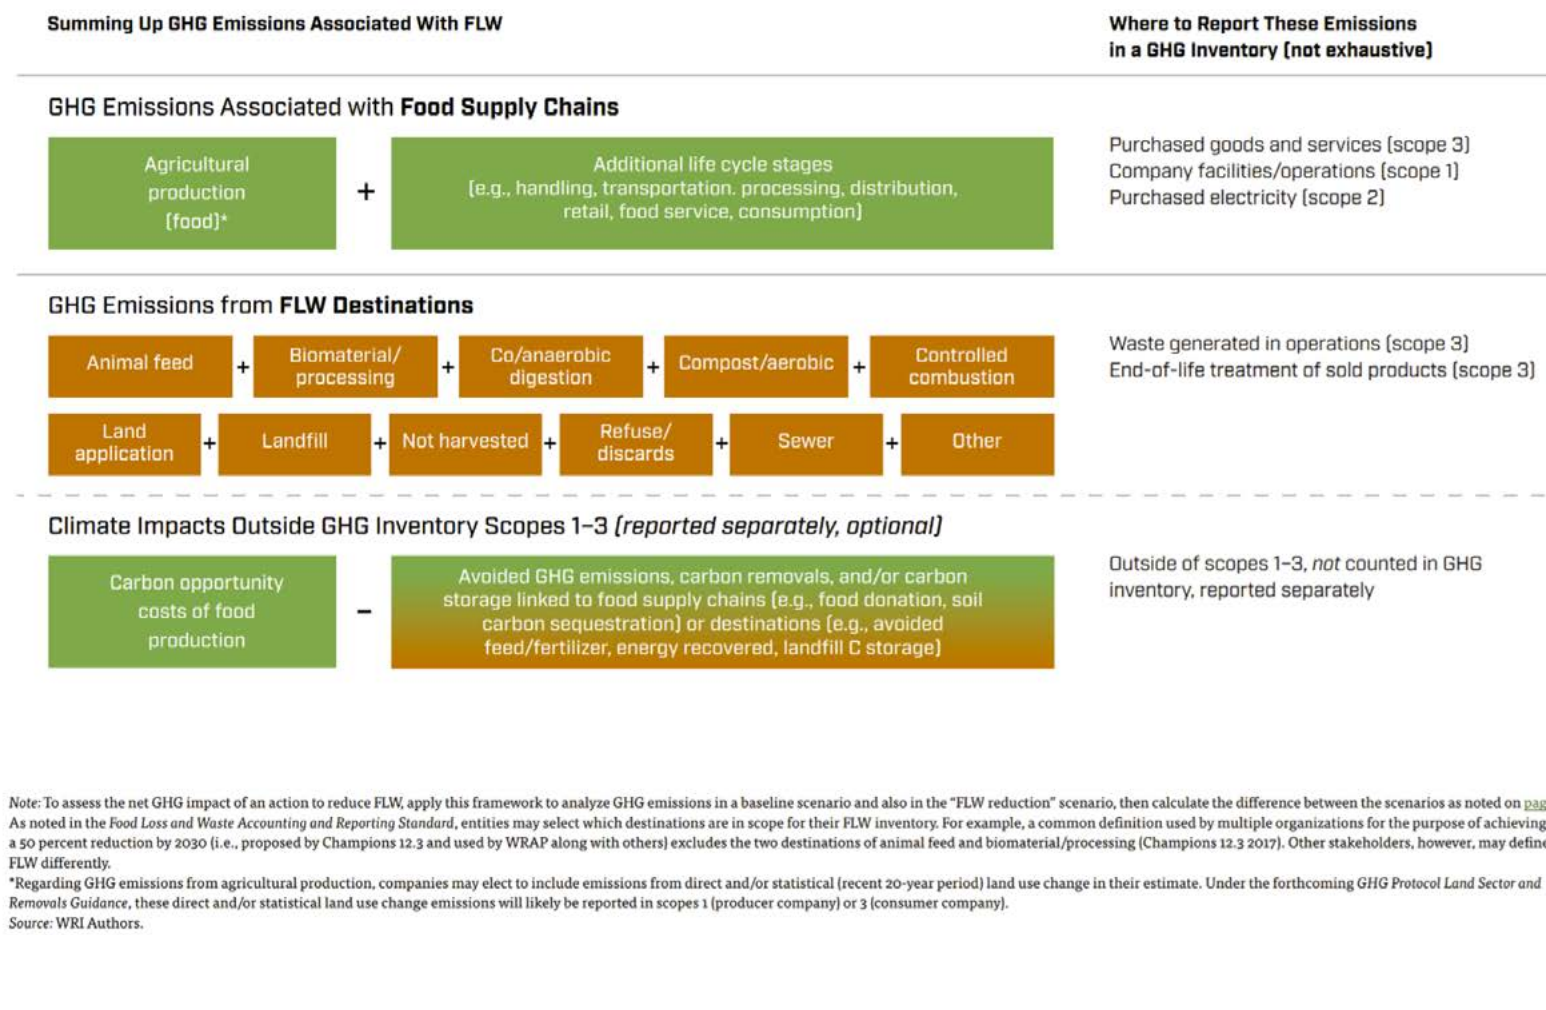 Summing Up GHG Emissions Associated With FLW
Where to Report These Emissions
in a GHG Inventory (not exhaustive)
GHG Emissions Associated with Food Supply Chains
Agricultural
production
(food)*
+
Additional life cycle stages
(e.g., handling, transportation. processing, distribution,
retail, food service, consumption)
Purchased goods and services (scope 3)
Company facilities/operations (scope 1)
Purchased electricity (scope 2)
GHG Emissions from FLW Destinations
Animal feed
+
Biomaterial/
processing
+
Co/anaerobic
digestion
+
Compost/aerobic
+
Controlled
combustion
Waste generated in operations (scope 3)
End-of-life treatment of sold products (scope 3)
Land
application
+
Landfill
+
Not harvested
+
Refuse/
discards
+
Sewer
+
Other
Climate Impacts Outside GHG Inventory Scopes 1–3 (reported separately, optional)
Carbon opportunity
costs of food
production
–
Avoided GHG emissions, carbon removals, and/or carbon
storage linked to food supply chains (e.g., food donation, soil
carbon sequestration) or destinations (e.g., avoided
feed/fertilizer, energy recovered, landfill C storage)
Outside of scopes 1–3, not counted in GHG
inventory, reported separately
Note: To assess the net GHG impact of an action to reduce FLW, apply this framework to analyze GHG emissions in a baseline scenario and also in the “FLW reduction” scenario, then calculate the difference between the scenarios as noted on pag
As noted in the Food Loss and Waste Accounting and Reporting Standard, entities may select which destinations are in scope for their FLW inventory. For example, a common definition used by multiple organizations for the purpose of achieving
a 50 percent reduction by 2030 (i.e., proposed by Champions 12.3 and used by WRAP along with others) excludes the two destinations of animal feed and biomaterial/processing (Champions 12.3 2017). Other stakeholders, however, may define
FLW differently.
*Regarding GHG emissions from agricultural production, companies may elect to include emissions from direct and/or statistical (recent 20-year period) land use change in their estimate. Under the forthcoming GHG Protocol Land Sector and
Removals Guidance, these direct and/or statistical land use change emissions will likely be reported in scopes 1 (producer company) or 3 (consumer company).
Source: WRI Authors.